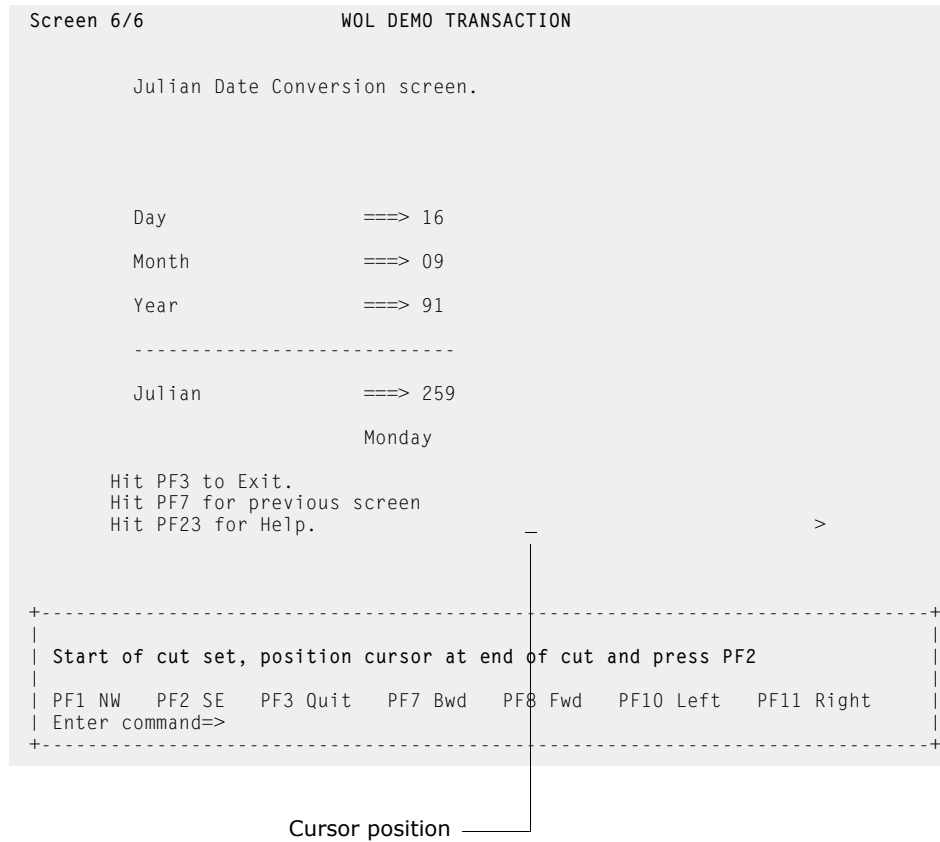 Screen 6/6                 WOL DEMO TRANSACTION
Julian Date Conversion screen.
Day                 ===> 16
Month               ===> 09
Year                ===> 91
----------------------------
Julian              ===> 259
Monday
Hit PF3 to Exit.
Hit PF7 for previous screen
Hit PF23 for Help.                  _                        >
+-----------------------------------------------------------------------------+
|                                                                             |
| Start of cut set, position cursor at end of cut and press PF2               |
|                                                                             |
| PF1 NW   PF2 SE   PF3 Quit   PF7 Bwd   PF8 Fwd   PF10 Left   PF11 Right     |
| Enter command=>                                                             |
+-----------------------------------------------------------------------------+
Cursor position